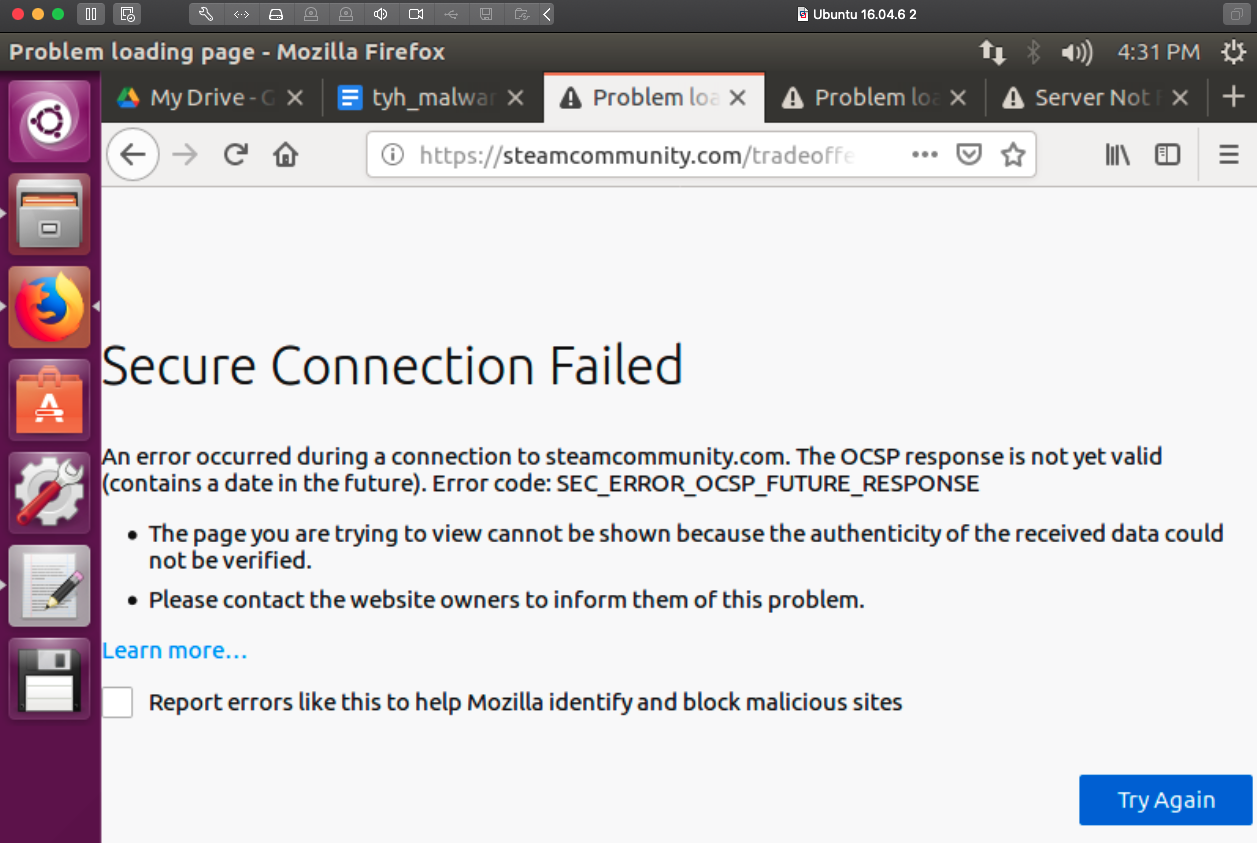 Ubuntu 16.04.6 2
Problem loading page - Mozilla Firefox
4:31 PM
My Drive - G
tyh_malwar
Problem loa
Problem loa
Server Not F
https://steamcommunity.com/tradeoffe
Secure Connection Failed
An error occurred during a connection to steamcommunity.com. The OCSP response is not yet valid
(contains a date in the future). Error code: SEC_ERROR_OCSP_FUTURE_RESPONSE
The page you are trying to view cannot be shown because the authenticity of the received data could
not be verified.
Please contact the website owners to inform them of this problem.
Learn more…
Report errors like this to help Mozilla identify and block malicious sites
Try Again